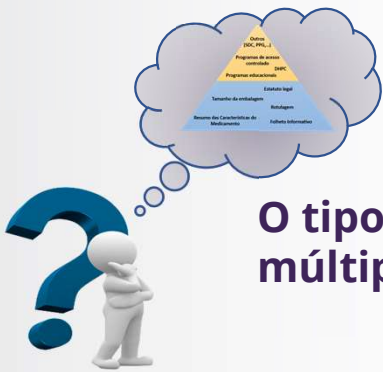 Outros
(SDC, PPG,...)
Programas de acesso
controlado
DHPC
Programas educacionais
Estatuto legal
Tamanho da embalagem
Rotulagem
Resumo das Características do
Medicamento
Folheto Informativo
O tipo
múltip